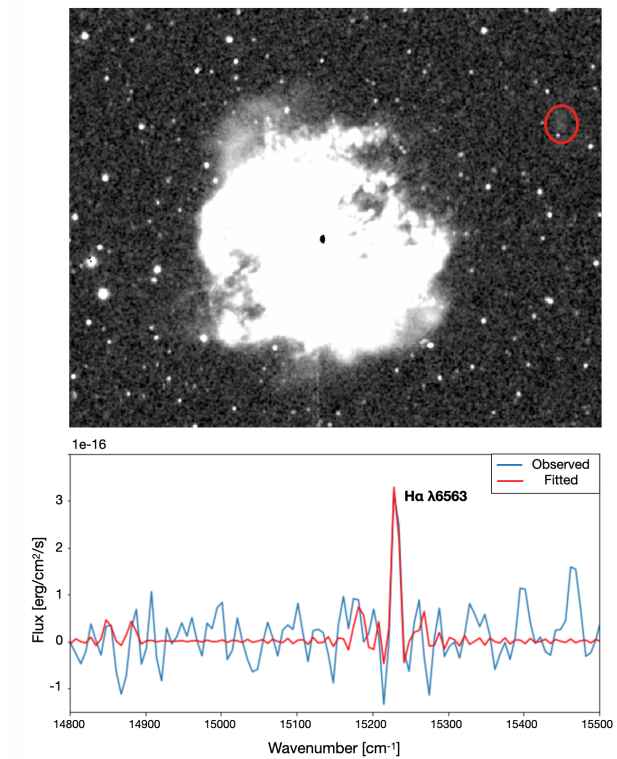 1e-16
Observed
Fitted
Hα λ6563
3
2
1
0
-1
Flux [erg/cm²/s]
14800 14900 15000 15100 15200 15300 15400 15500
Wavenumber [cm⁻¹]